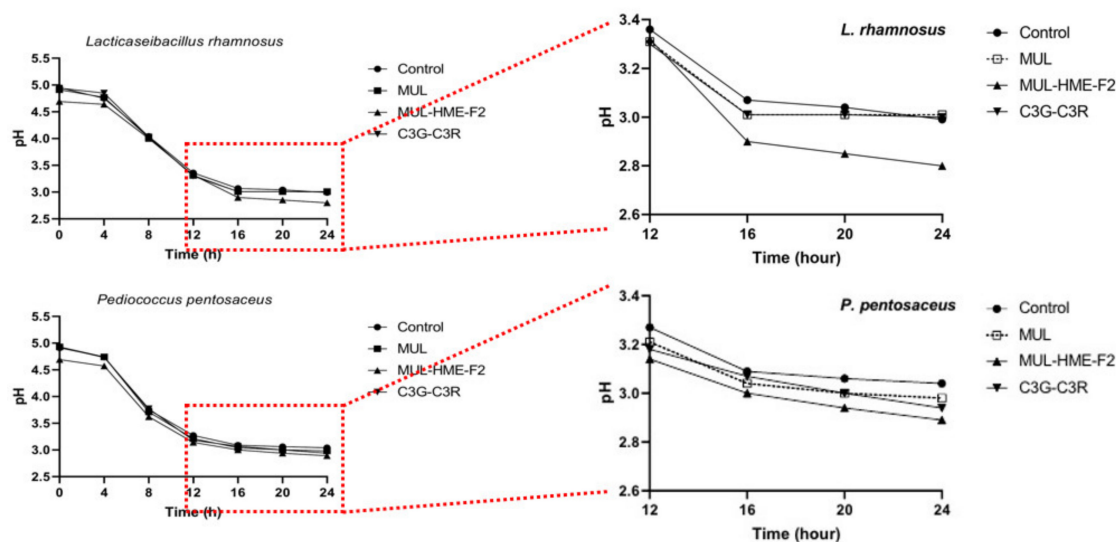 Lacticaseibacillus rhamnosus
5.5
5.0
4.5
4.0
3.5
3.0
2.5
pH
0 4 8 12 16 20 24
Time (h)
Control
MUL
MUL-HME-F2
C3G-C3R
3.4
3.2
3.0
2.8
2.6
pH
12 16 20 24
Time (hour)
L. rhamnosus
Control
MUL
MUL-HME-F2
C3G-C3R
Pediococcus pentosaceus
5.5
5.0
4.5
4.0
3.5
3.0
2.5
pH
0 4 8 12 16 20 24
Time (h)
Control
MUL
MUL-HME-F2
C3G-C3R
3.4
3.2
3.0
2.8
2.6
pH
12 16 20 24
Time (hour)
P. pentosaceus
Control
MUL
MUL-HME-F2
C3G-C3R